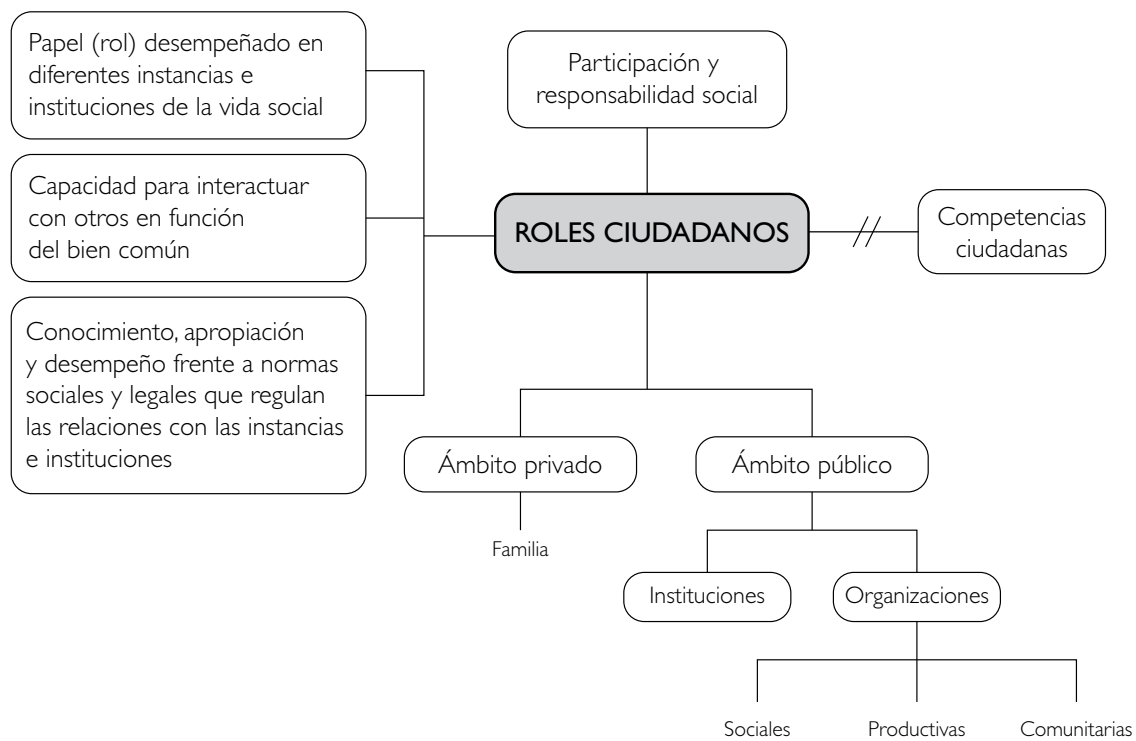 Papel (rol) desempeñado en
diferentes instancias e
instituciones de la vida social
Participación y
responsabilidad social
Capacidad para interactuar
con otros en función
del bien común
ROLES CIUDADANOS
Competencias
ciudadanas
Conocimiento, apropiación
y desempeño frente a normas
sociales y legales que regulan
las relaciones con las instancias
e instituciones
Ámbito privado
Ámbito público
Familia
Instituciones
Organizaciones
Sociales
Productivas
Comunitarias